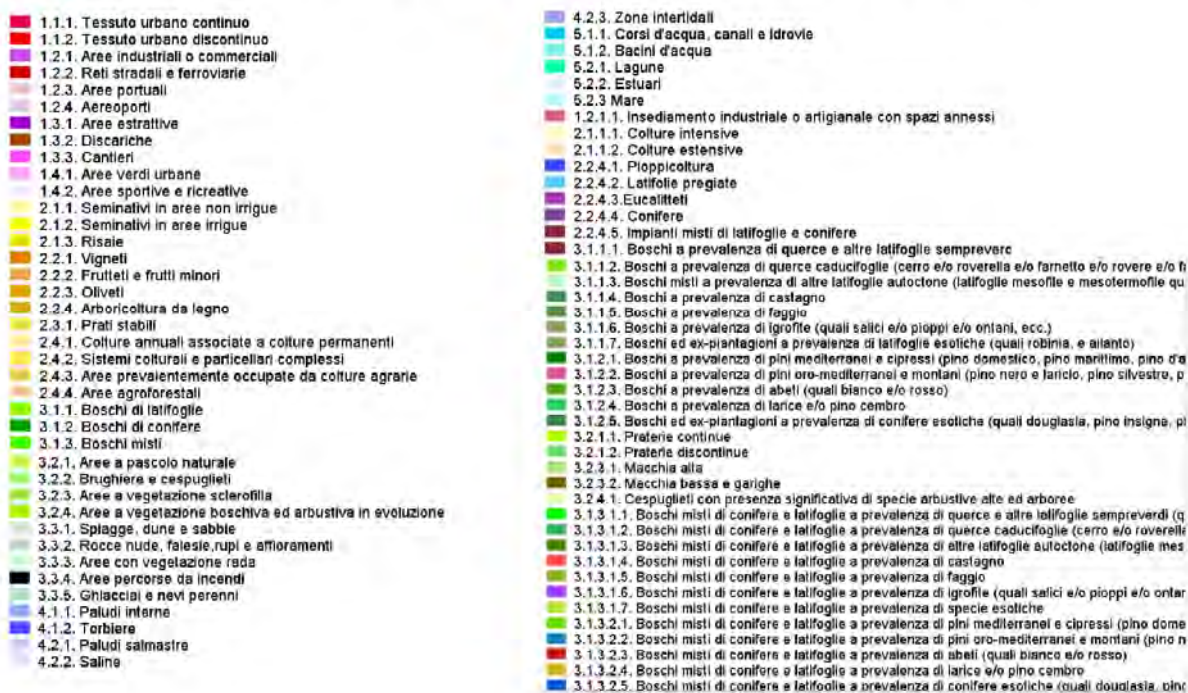 1.1.1. Tessuto urbano continuo
1.1.2. Tessuto urbano discontinuo
1.2.1. Aree industriali o commerciali
1.2.2. Reti stradali e ferroviarie
1.2.3. Aree portuali
1.2.4. Aereoporti
1.3.1. Aree estrattive
1.3.2. Discariche
1.3.3. Cantieri
1.4.1. Aree verdi urbane
1.4.2. Aree sportive e ricreative
2.1.1. Seminativi in aree non irrigue
2.1.2. Seminativi in aree irrigue
2.1.3. Risaie
2.2.1. Vigneti
2.2.2. Frutteti e frutti minori
2.2.3. Oliveti
2.2.4. Arboricoltura da legno
2.3.1. Prati stabili
2.4.1. Colture annuali associate a colture permanenti
2.4.2. Sistemi colturali e particellari complessi
2.4.3. Aree prevalentemente occupate da colture agrarie
2.4.4. Aree agroforestali
3.1.1. Boschi di latifoglie
3.1.2. Boschi di conifere
3.1.3. Boschi misti
3.2.1. Aree a pascolo naturale
3.2.2. Brughiere e cespuglieti
3.2.3. Aree a vegetazione sclerofilla
3.2.4. Aree a vegetazione boschiva ed arbustiva in evoluzione
3.3.1. Spiagge, dune e sabbie
3.3.2. Rocce nude, falesie,rupi e affioramenti
3.3.3. Aree con vegetazione rada
3.3.4. Aree percorse da incendi
3.3.5. Ghiacciai e nevi perenni
4.1.1. Paludi interne
4.1.2. Torbiere
4.2.1. Paludi salmastre
4.2.2. Saline
4.2.3. Zone intertidali
5.1.1. Corsi d'acqua, canali e idrovie
5.1.2. Bacini d'acqua
5.2.1. Lagune
5.2.2. Estuari
5.2.3 Mare
1.2.1.1. Insediamento industriale o artigianale con spazi annessi
2.1.1.1. Colture intensive
2.1.1.2. Colture estensive
2.2.4.1. Pioppicoltura
2.2.4.2. Latifolie pregiate
2.2.4.3.Eucalitteti
2.2.4.4. Conifere
2.2.4.5. Impianti misti di latifoglie e conifere
3.1.1.1. Boschi a prevalenza di querce e altre latifoglie sempreverc
3.1.1.2. Boschi a prevalenza di querce caducifoglie (cerro e/o roverella e/o farnetto e/o rovere e/o fi
3.1.1.3. Boschi misti a prevalenza di altre latifoglie autoctone (latifoglie mesofile e mesotermofile qu
3.1.1.4. Boschi a prevalenza di castagno
3.1.1.5. Boschi a prevalenza di faggio
3.1.1.6. Boschi a prevalenza di igrofite (quali salici e/o pioppi e/o ontani, ecc.)
3.1.1.7. Boschi ed ex-piantagioni a prevalenza di latifoglie esotiche (quali robinia, e ailanto)
3.1.2.1. Boschi a prevalenza di pini mediterranei e cipressi (pino domestico, pino marittimo, pino d'a
3.1.2.2. Boschi a prevalenza di pini oro-mediterranei e montani (pino nero e laricio, pino silvestre, p
3.1.2.3. Boschi a prevalenza di abeti (quali bianco e/o rosso)
3.1.2.4. Boschi a prevalenza di larice e/o pino cembro
3.1.2.5. Boschi ed ex-piantagioni a prevalenza di conifere esotiche (quali douglasia, pino insigne, pi
3.2.1.1. Praterie continue
3.2.1.2. Praterie discontinue
3.2.3.1. Macchia alta
3.2.3.2. Macchia bassa e garighe
3.2.4.1. Cespuglieti con presenza significativa di specie arbustive alte ed arboree
3.1.3.1.1. Boschi misti di conifere e latifoglie a prevalenza di querce e altre latifoglie sempreverdi (q
3.1.3.1.2. Boschi misti di conifere e latifoglie a prevalenza di querce caducifoglie (cerro e/o roverella
3.1.3.1.3. Boschi misti di conifere e latifoglie a prevalenza di altre latifoglie autoctone (latifoglie mes
3.1.3.1.4. Boschi misti di conifere e latifoglie a prevalenza di castagno
3.1.3.1.5. Boschi misti di conifere e latifoglie a prevalenza di faggio
3.1.3.1.6. Boschi misti di conifere e latifoglie a prevalenza di igrofile (quali salici e/o pioppi e/o ontar
3.1.3.1.7. Boschi misti di conifere e latifoglie a prevalenza di specie esotiche
3.1.3.2.1. Boschi misti di conifere e latifoglie a prevalenza di pini mediterranei e cipressi (pino dome
3.1.3.2.2. Boschi misti di conifere e latifoglie a prevalenza di pini oro-mediterranei e montani (pino n
3.1.3.2.3. Boschi misti di conifere e latifoglie a prevalenza di abeti (quali bianco e/o rosso)
3.1.3.2.4. Boschi misti di conifere e latifoglie a prevalenza di larice e/o pino cembro
3.1.3.2.5. Boschi misti di conifere e latifoglie a prevalenza di conifere esotiche (quali douglasia, pino